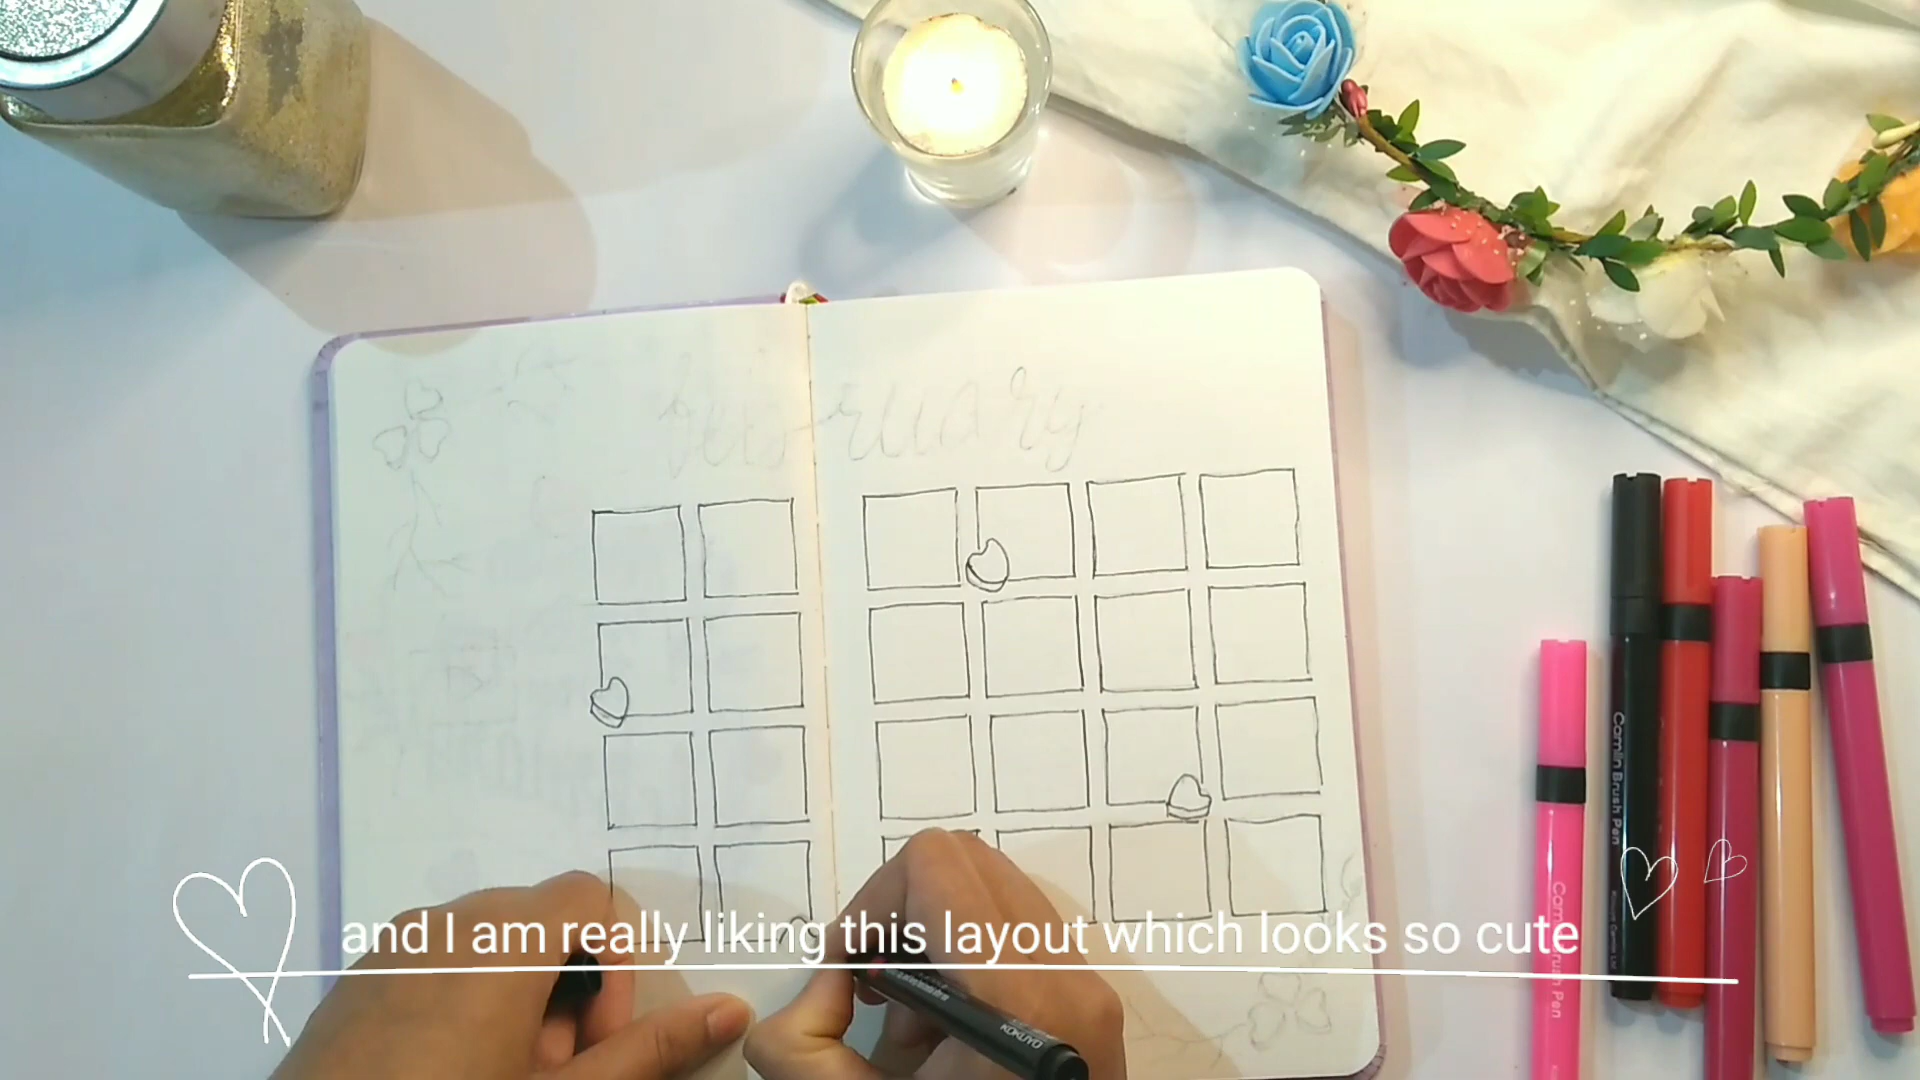 february
and I am really liking this layout which looks so cute
Camlin Brush Pen
Camlin Brush Pen
KOKUYO